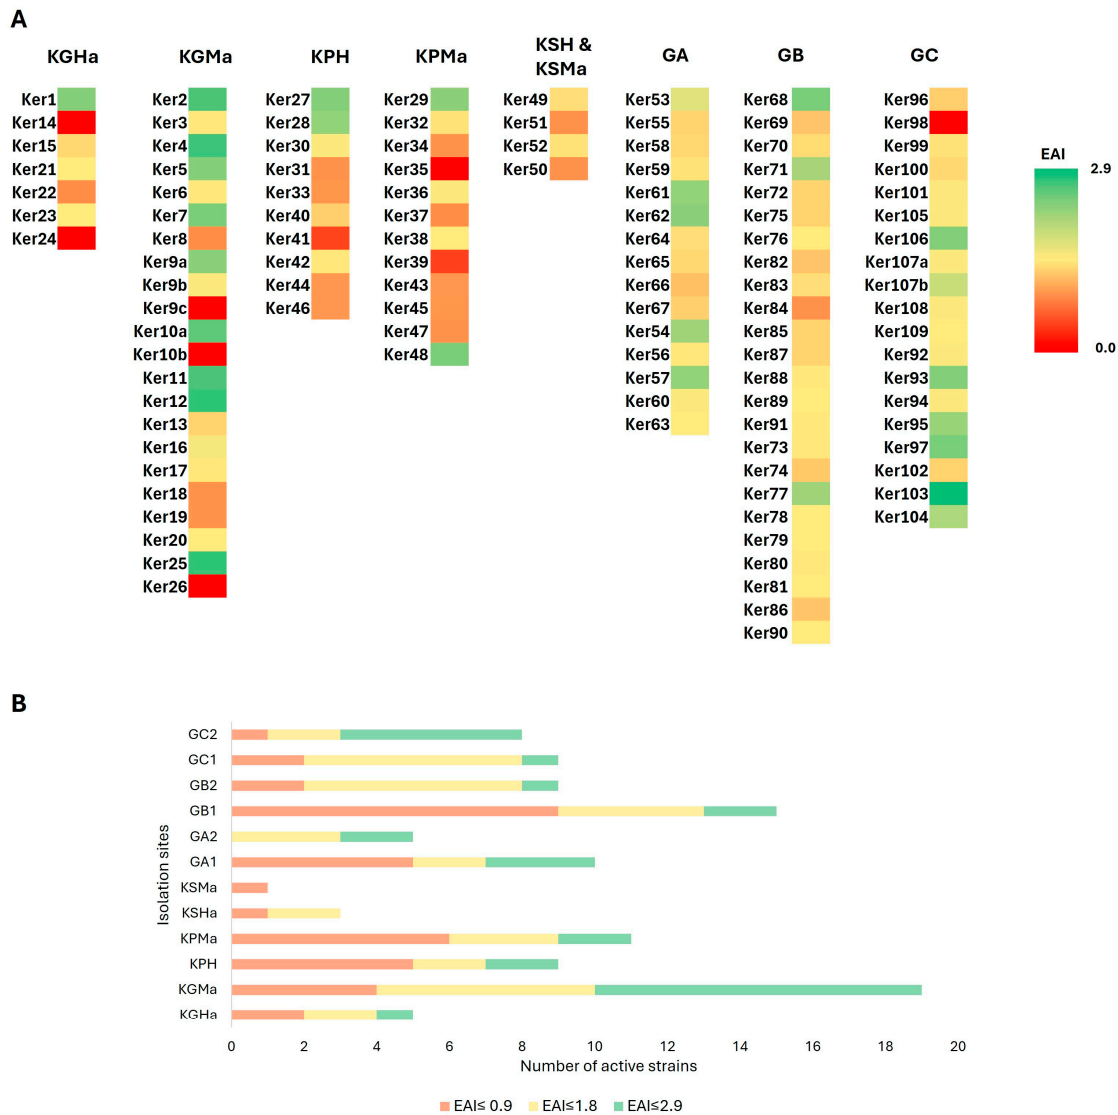 A
KGHa KGMa KPH KPMa KSH & KSMa GA GB GC
Ker1 Ker2 Ker27 Ker29 Ker49 Ker53 Ker68 Ker96
Ker14 Ker3 Ker28 Ker32 Ker51 Ker55 Ker69 Ker98
Ker15 Ker4 Ker30 Ker34 Ker52 Ker58 Ker70 Ker99
Ker21 Ker5 Ker31 Ker35 Ker50 Ker59 Ker71 Ker100
Ker22 Ker6 Ker33 Ker36 Ker61 Ker72 Ker101
Ker23 Ker7 Ker40 Ker37 Ker62 Ker75 Ker105
Ker24 Ker8 Ker41 Ker38 Ker64 Ker76 Ker106
Ker9a Ker42 Ker39 Ker65 Ker82 Ker107a
Ker9b Ker44 Ker43 Ker66 Ker83 Ker107b
Ker9c Ker46 Ker45 Ker67 Ker84 Ker108
Ker10a Ker47 Ker54 Ker85 Ker109
Ker10b Ker48 Ker56 Ker87 Ker92
Ker11 Ker57 Ker88 Ker93
Ker12 Ker60 Ker89 Ker94
Ker13 Ker63 Ker91 Ker95
Ker16 Ker73 Ker97
Ker17 Ker74 Ker102
Ker18 Ker77 Ker103
Ker19 Ker78 Ker104
Ker20 Ker79
Ker25 Ker80
Ker26 Ker81
Ker86
Ker90
EAI
2.9
0.0
B
Isolation sites
GC2
GC1
GB2
GB1
GA2
GA1
KSMa
KSHa
KPMa
KPH
KGMa
KGHa
0 2 4 6 8 10 12 14 16 18 20
Number of active strains
EAI≤ 0.9 EAI≤1.8 EAI≤2.9